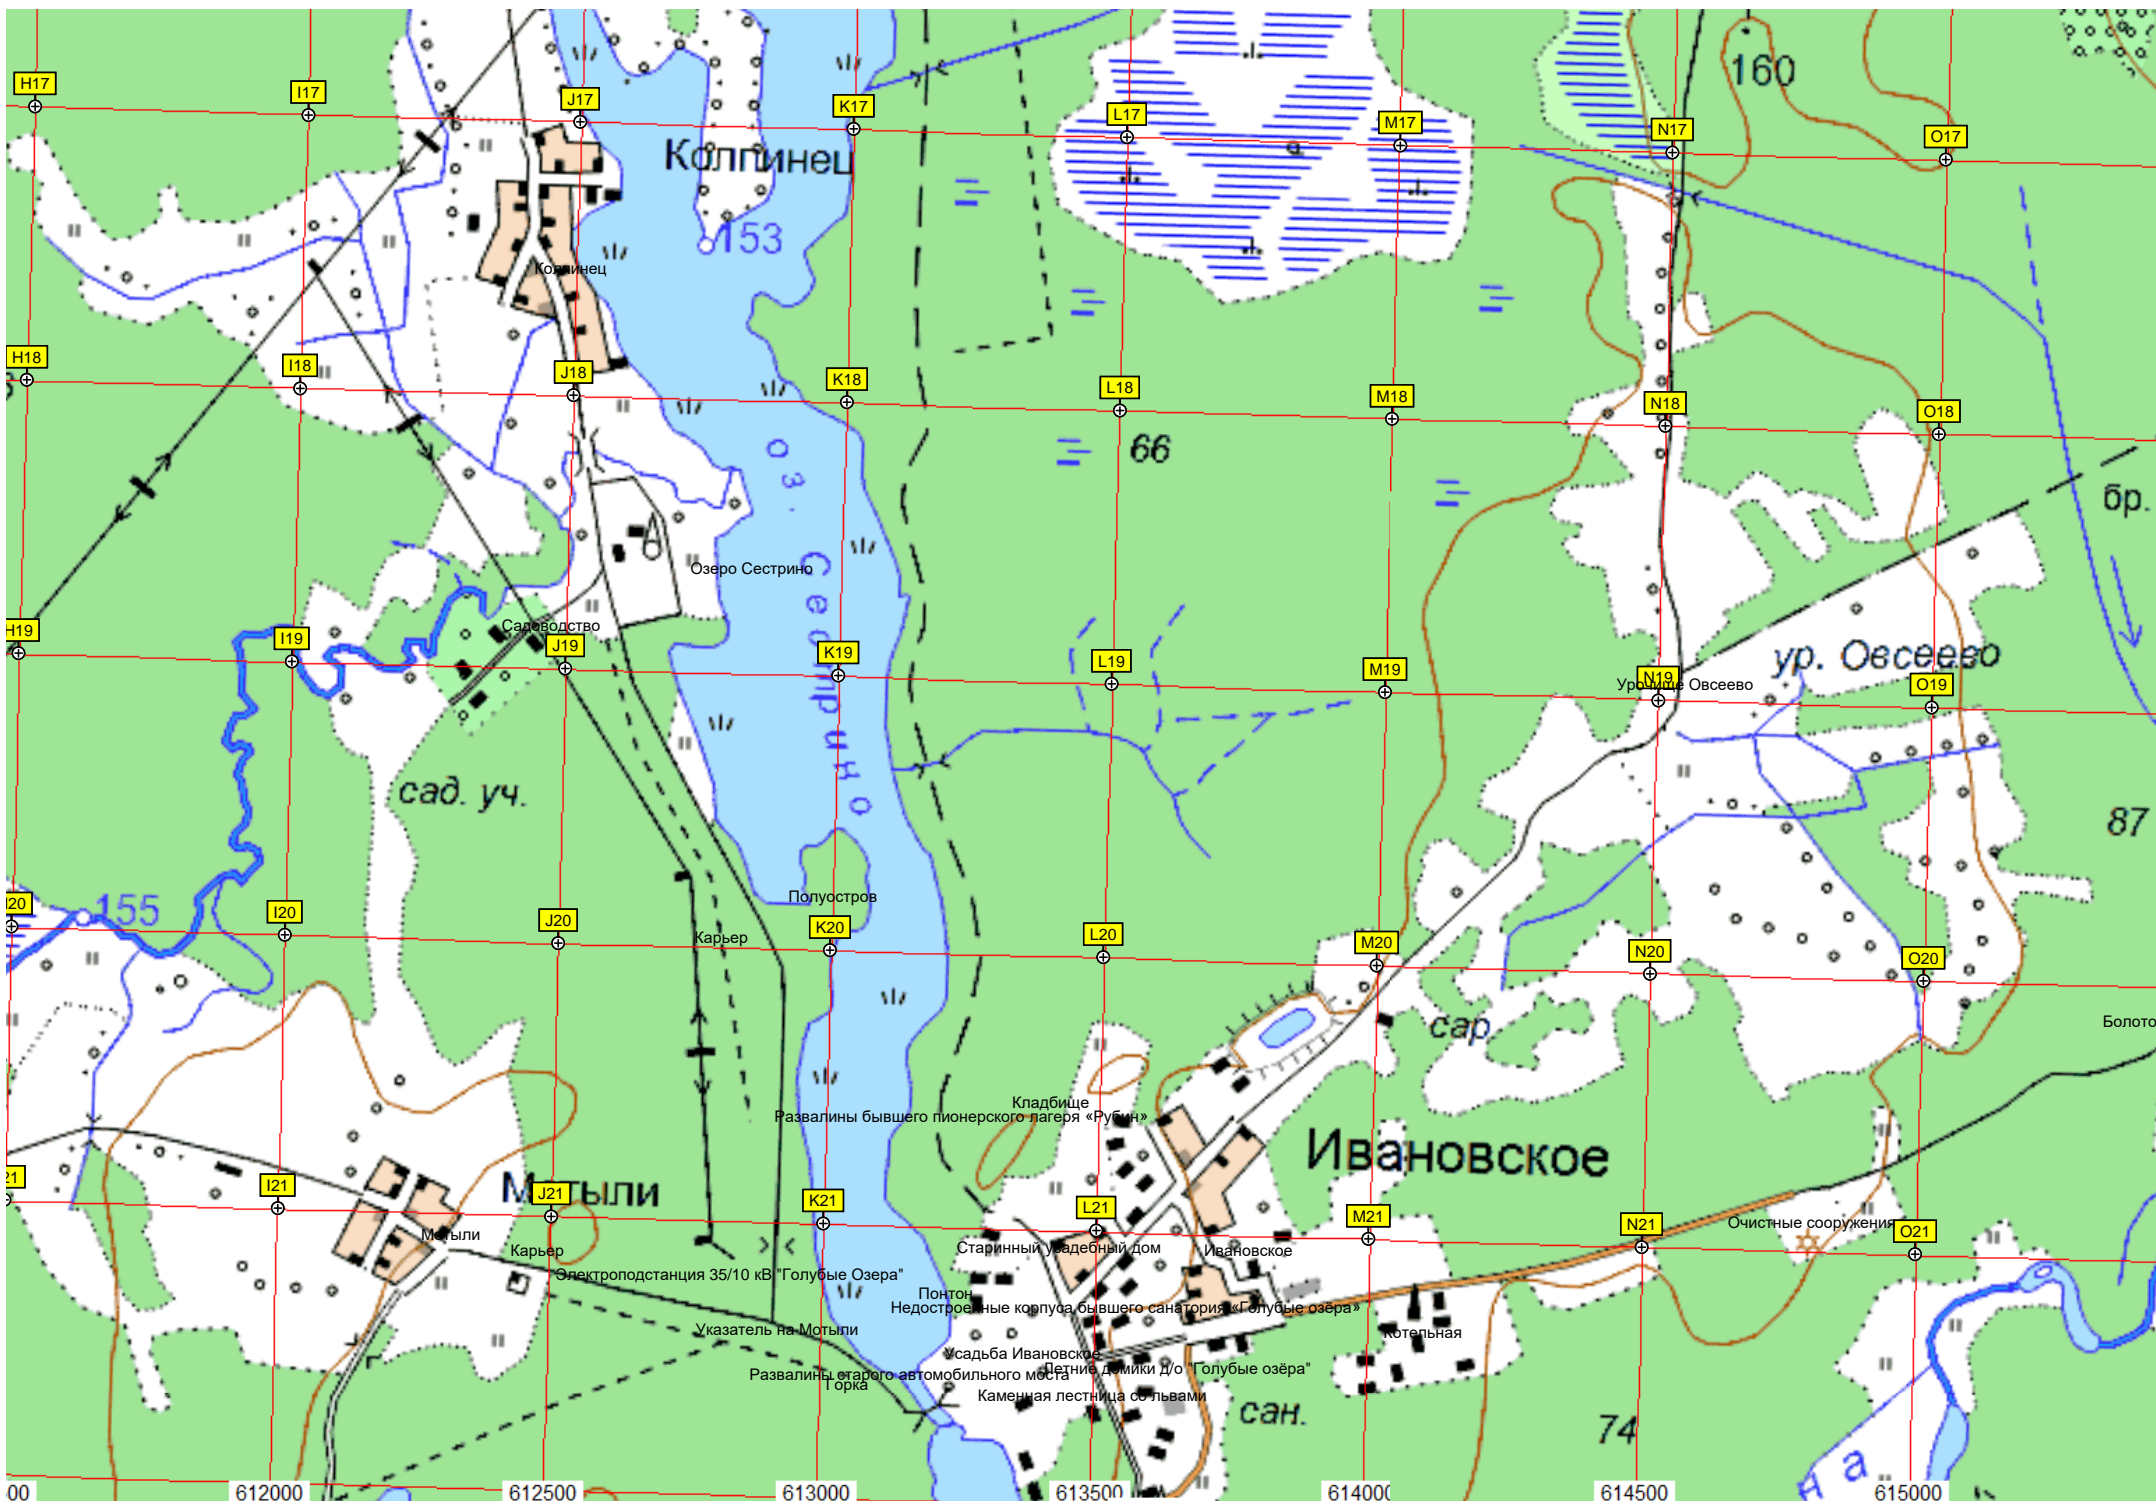 160
H17
I17
J17
K17
L17
M17
N17
O17
Колпинец
153
Колпинец
H18
I18
J18
K18
L18
M18
N18
O18
66
бр.
оз. Сестрино
Озеро Сестрино
Садоводство
H19
I19
J19
K19
L19
M19
N19
O19
ур. Овсеево
Урочище Овсеево
сад. уч.
87
Полуостров
155
I20
J20
K20
L20
M20
N20
O20
Карьер
сар
Болото
Кладбище
Развалины бывшего пионерского лагеря «Рубин»
Ивановское
Мотыли
21
I21
J21
K21
L21
M21
N21
O21
Мотыли
Карьер
Старинный усадебный дом
Ивановское
Очистные сооружения
Электроподстанция 35/10 кВ "Голубые Озера"
Понтон
Недостроенные корпуса бывшего санатория «Голубые озёра»
Указатель на Мотыли
Котельная
Усадьба Ивановское
Летние домики д/о "Голубые озёра"
Развалины старого автомобильного моста
Горка
Каменная лестница со львами
сан.
74
на
612000
612500
613000
613500
614000
614500
615000